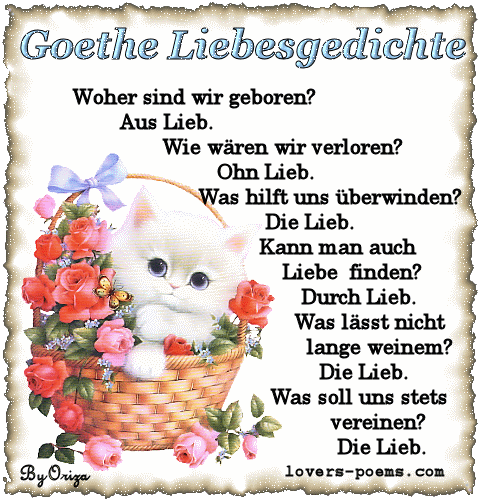 Goethe Liebesgedichte
Woher sind wir geboren?
Aus Lieb.
Wie wären wir verloren?
Ohn Lieb.
Was hilft uns überwinden?
Die Lieb.
Kann man auch
Liebe finden?
Durch Lieb.
Was lässt nicht
lange weinem?
Die Lieb.
Was soll uns stets
vereinen?
Die Lieb.
By Oriza
lovers-poems.com